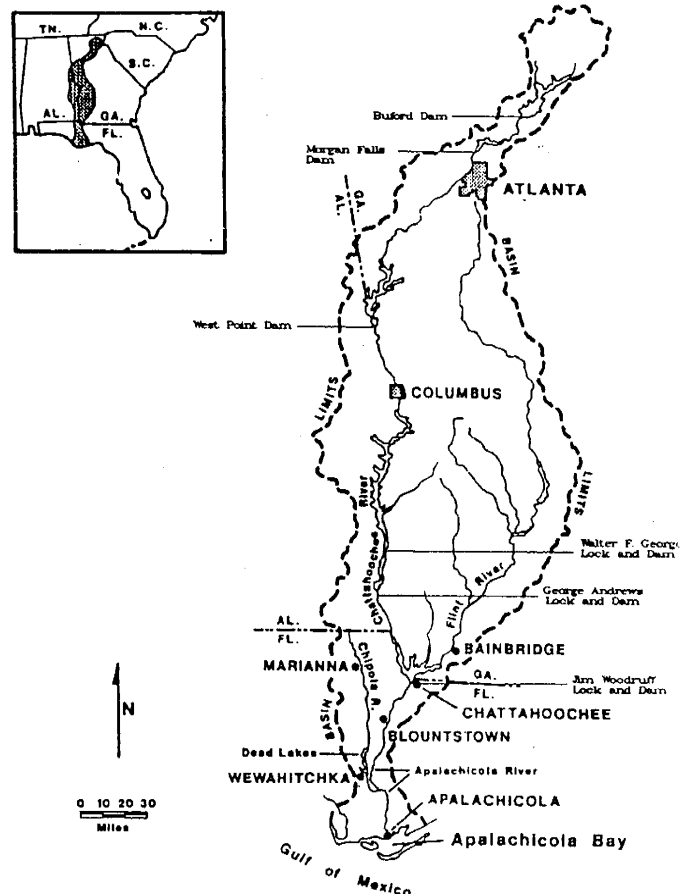 TN.
N.C.
S.C.
AL.
GA.
FL.
Buford Dam
Morgan Falls
Dam
GA.
AL.
ATLANTA
BASIN
West Point Dam
COLUMBUS
LIMITS
LIMITS
River
Chattahoochee
Walter F. Georg
Lock and Dam
George Andrews
Lock and Dam
Flint River
AL.
FL.
BAINBRIDGE
MARIANNA
Chipola R.
GA.
FL.
Jim Woodruff
Lock and Dam
CHATTAHOOCHEE
N
BASIN
BLOUNTSTOWN
Dead Lakes
Apalachicola River
WEWAHITCHKA
0 10 20 30
Miles
APALACHICOLA
Apalachicola Bay
Gulf of Mexico